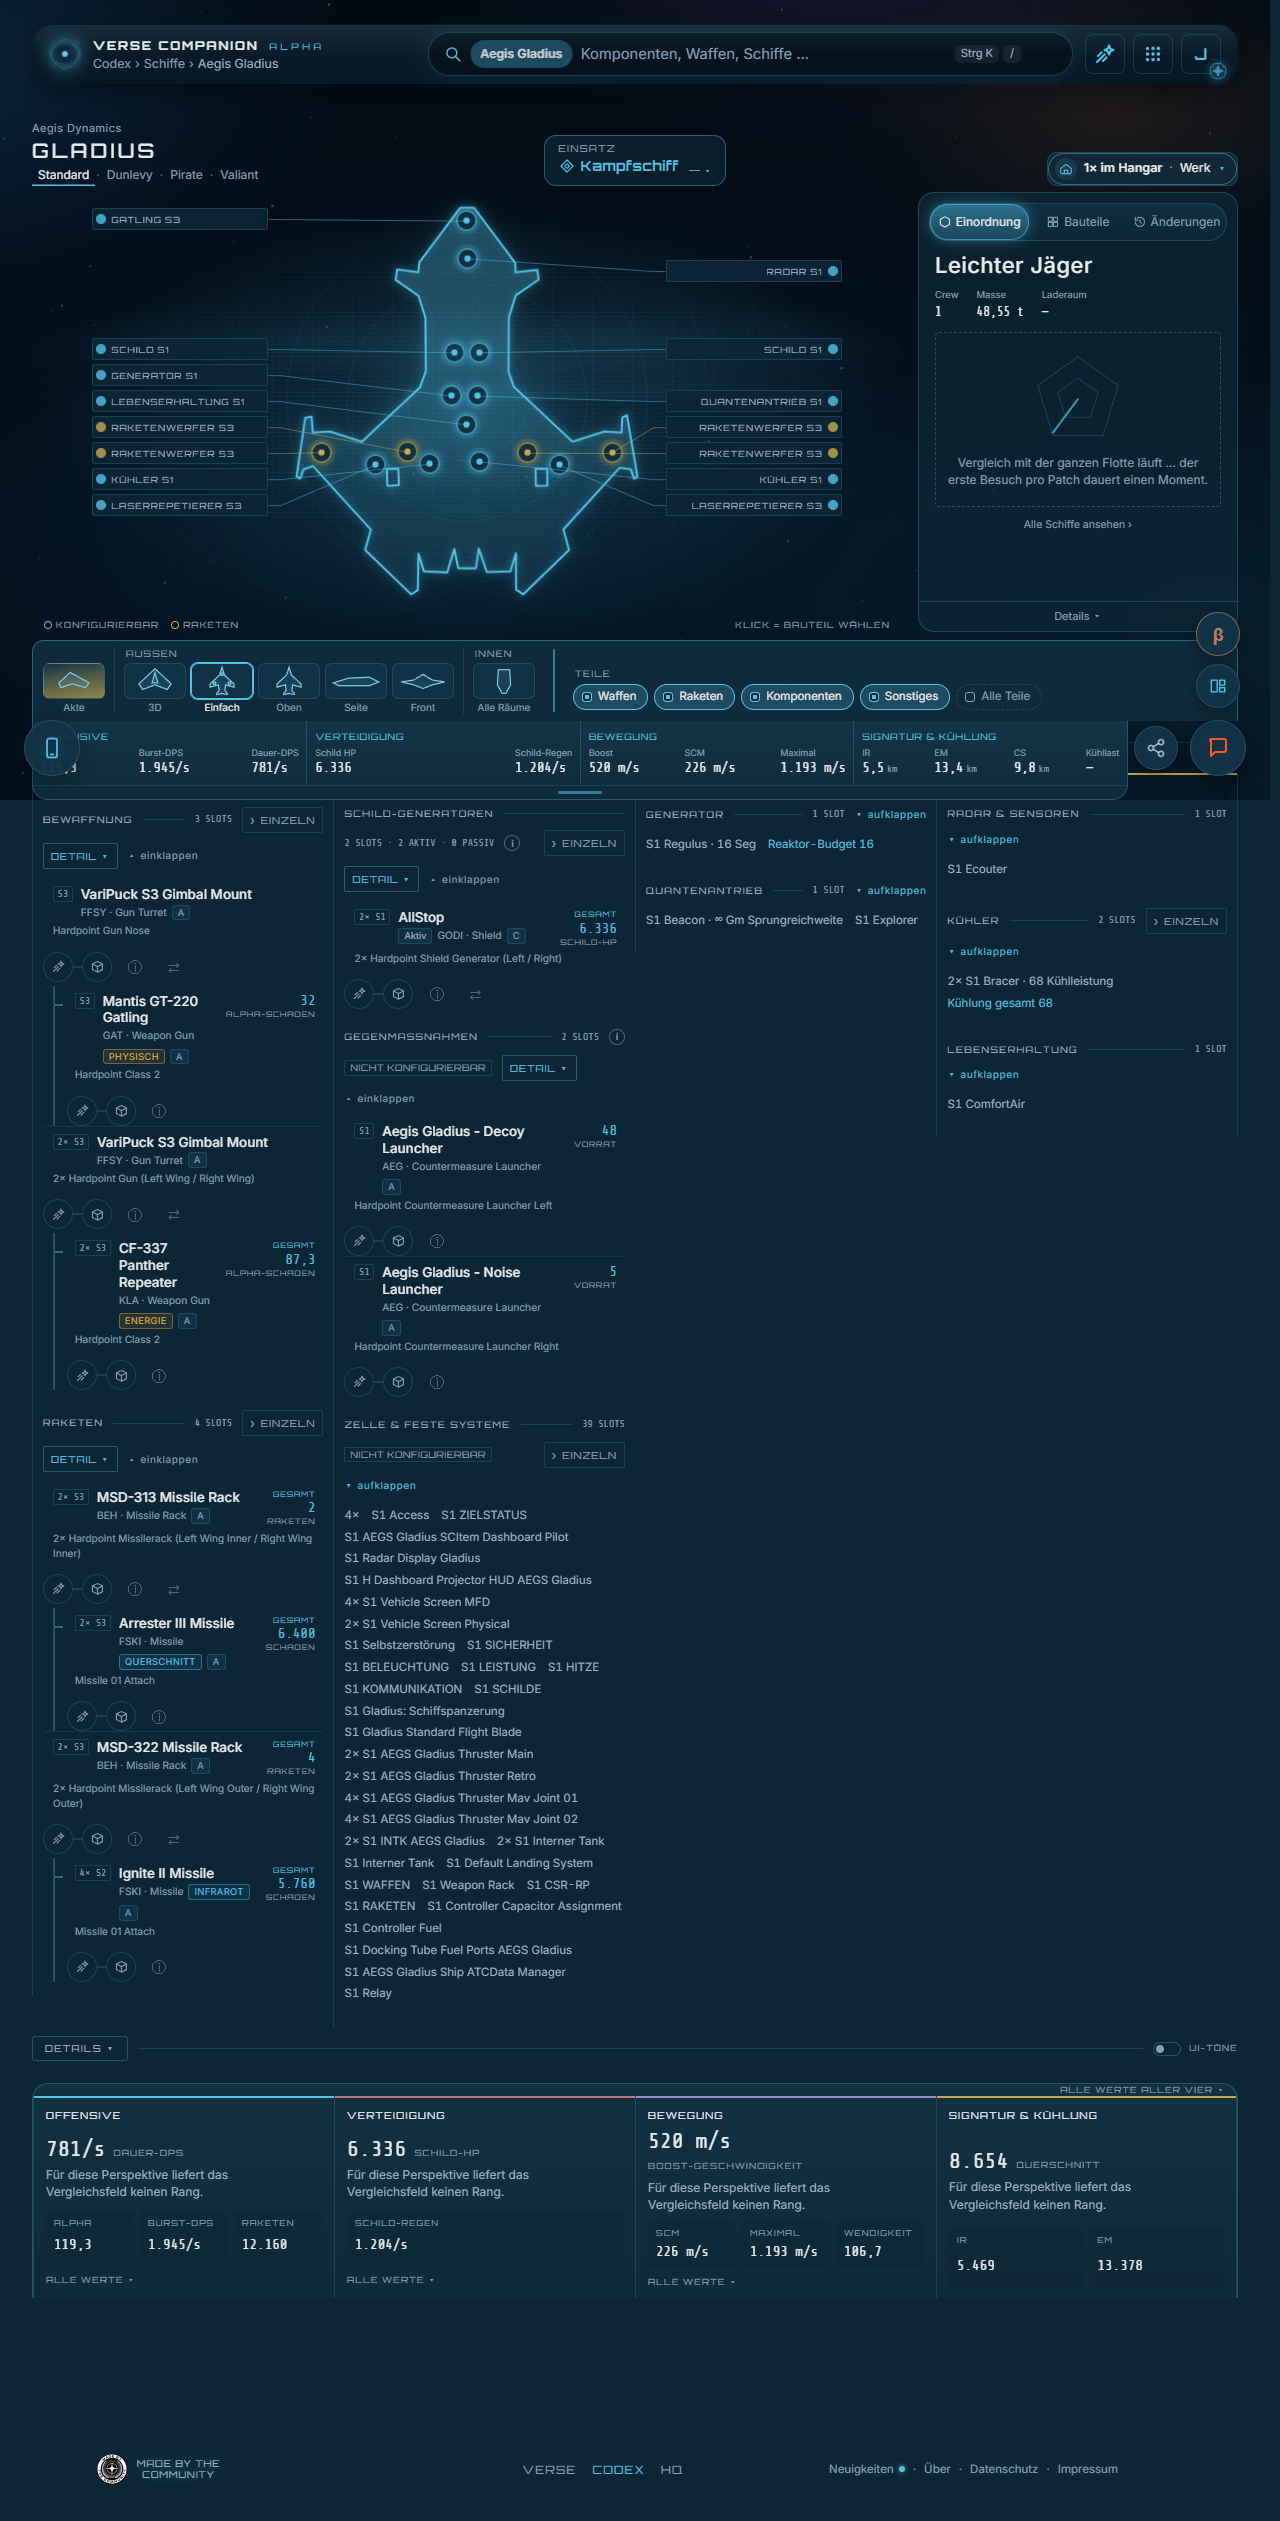 VERSE COMPANION ALPHA
Codex › Schiffe › Aegis Gladius
Aegis Gladius Komponenten, Waffen, Schiffe ... Strg K /
Aegis Dynamics
GLADIUS
Standard · Dunlevy · Pirate · Valiant
EINSATZ
Kampfschiff
1× im Hangar · Werk
GATLING S3
RADAR S1
SCHILD S1
SCHILD S1
GENERATOR S1
LEBENSERHALTUNG S1
QUANTENANTRIEB S1
RAKETENWERFER S3
RAKETENWERFER S3
RAKETENWERFER S3
RAKETENWERFER S3
KÜHLER S1
KÜHLER S1
LASERREPETIERER S3
LASERREPETIERER S3
KONFIGURIERBAR RAKETEN
KLICK = BAUTEIL WÄHLEN
Einordnung Bauteile Änderungen
Leichter Jäger
Crew Masse Laderaum
1 48,55 t –
Vergleich mit der ganzen Flotte läuft ... der
erste Besuch pro Patch dauert einen Moment.
Alle Schiffe ansehen ›
Details
β
AUSSEN INNEN
TEILE
Waffen Raketen Komponenten Sonstiges Alle Teile
Akte 3D Einfach Oben Seite Front Alle Räume
SIVE VERTEIDIGUNG BEWEGUNG SIGNATUR & KÜHLUNG
Burst-DPS Dauer-DPS Schild HP Schild-Regen Boost SCM Maximal IR EM CS Kühllast
1.945/s 781/s 6.336 1.204/s 520 m/s 226 m/s 1.193 m/s 5,5 km 13,4 km 9,8 km –
BEWAFFNUNG 3 SLOTS › EINZELN
DETAIL einklappen
S3 VariPuck S3 Gimbal Mount
FFSY · Gun Turret A
Hardpoint Gun Nose
S3 Mantis GT-220 Gatling 32
ALPHA-SCHADEN
GAT · Weapon Gun
PHYSISCH A
Hardpoint Class 2
2× S3 VariPuck S3 Gimbal Mount
FFSY · Gun Turret A
2× Hardpoint Gun (Left Wing / Right Wing)
2× S3 CF-337 Panther Repeater
GESAMT
87,3
ALPHA-SCHADEN
KLA · Weapon Gun
ENERGIE A
Hardpoint Class 2
RAKETEN 4 SLOTS › EINZELN
DETAIL einklappen
2× S3 MSD-313 Missile Rack
BEH · Missile Rack A
GESAMT
2
RAKETEN
2× Hardpoint Missilerack (Left Wing Inner / Right Wing
Inner)
2× S3 Arrester III Missile
FSKI · Missile
QUERSCHNITT A
GESAMT
6.400
SCHADEN
Missile 01 Attach
2× S3 MSD-322 Missile Rack
BEH · Missile Rack A
GESAMT
4
RAKETEN
2× Hardpoint Missilerack (Left Wing Outer / Right Wing
Outer)
4× S2 Ignite II Missile
FSKI · Missile INFRAROT
A
GESAMT
5.760
SCHADEN
Missile 01 Attach
SCHILD-GENERATOREN
2 SLOTS · 2 AKTIV · 0 PASSIV i › EINZELN
DETAIL einklappen
2× S1 AllStop
Aktiv GODI · Shield C
GESAMT
6.336
SCHILD-HP
2× Hardpoint Shield Generator (Left / Right)
GEGENMASSNAHMEN 2 SLOTS i
NICHT KONFIGURIERBAR DETAIL
einklappen
S1 Aegis Gladius - Decoy
Launcher
48
VORRAT
AEG · Countermeasure Launcher
A
Hardpoint Countermeasure Launcher Left
S1 Aegis Gladius - Noise
Launcher
5
VORRAT
AEG · Countermeasure Launcher
A
Hardpoint Countermeasure Launcher Right
ZELLE & FESTE SYSTEME 39 SLOTS
NICHT KONFIGURIERBAR › EINZELN
aufklappen
4× S1 Access S1 ZIELSTATUS
S1 AEGS Gladius SCItem Dashboard Pilot
S1 Radar Display Gladius
S1 H Dashboard Projector HUD AEGS Gladius
4× S1 Vehicle Screen MFD
2× S1 Vehicle Screen Physical
S1 Selbstzerstörung S1 SICHERHEIT
S1 BELEUCHTUNG S1 LEISTUNG S1 HITZE
S1 KOMMUNIKATION S1 SCHILDE
S1 Gladius: Schiffspanzerung
S1 Gladius Standard Flight Blade
2× S1 AEGS Gladius Thruster Main
2× S1 AEGS Gladius Thruster Retro
4× S1 AEGS Gladius Thruster Mav Joint 01
4× S1 AEGS Gladius Thruster Mav Joint 02
2× S1 INTK AEGS Gladius 2× S1 Interner Tank
S1 Interner Tank S1 Default Landing System
S1 WAFFEN S1 Weapon Rack S1 CSR-RP
S1 RAKETEN S1 Controller Capacitor Assignment
S1 Controller Fuel
S1 Docking Tube Fuel Ports AEGS Gladius
S1 AEGS Gladius Ship ATCData Manager
S1 Relay
GENERATOR 1 SLOT aufklappen
S1 Regulus · 16 Seg Reaktor-Budget 16
QUANTENANTRIEB 1 SLOT aufklappen
S1 Beacon · ∞ Gm Sprungreichweite S1 Explorer
RADAR & SENSOREN 1 SLOT
aufklappen
S1 Ecouter
KÜHLER 2 SLOTS › EINZELN
aufklappen
2× S1 Bracer · 68 Kühlleistung
Kühlung gesamt 68
LEBENSERHALTUNG 1 SLOT
aufklappen
S1 ComfortAir
DETAILS UI-TÖNE
ALLE WERTE ALLER VIER
OFFENSIVE
781/s DAUER-DPS
Für diese Perspektive liefert das
Vergleichsfeld keinen Rang.
ALPHA BURST-DPS RAKETEN
119,3 1.945/s 12.160
ALLE WERTE
VERTEIDIGUNG
6.336 SCHILD-HP
Für diese Perspektive liefert das
Vergleichsfeld keinen Rang.
SCHILD-REGEN
1.204/s
ALLE WERTE
BEWEGUNG
520 m/s
BOOST-GESCHWINDIGKEIT
Für diese Perspektive liefert das
Vergleichsfeld keinen Rang.
SCM MAXIMAL WENDIGKEIT
226 m/s 1.193 m/s 106,7
ALLE WERTE
SIGNATUR & KÜHLUNG
8.654 QUERSCHNITT
Für diese Perspektive liefert das
Vergleichsfeld keinen Rang.
IR EM
5.469 13.378
MADE BY THE
COMMUNITY
VERSE CODEX HQ
Neuigkeiten · Über · Datenschutz · Impressum